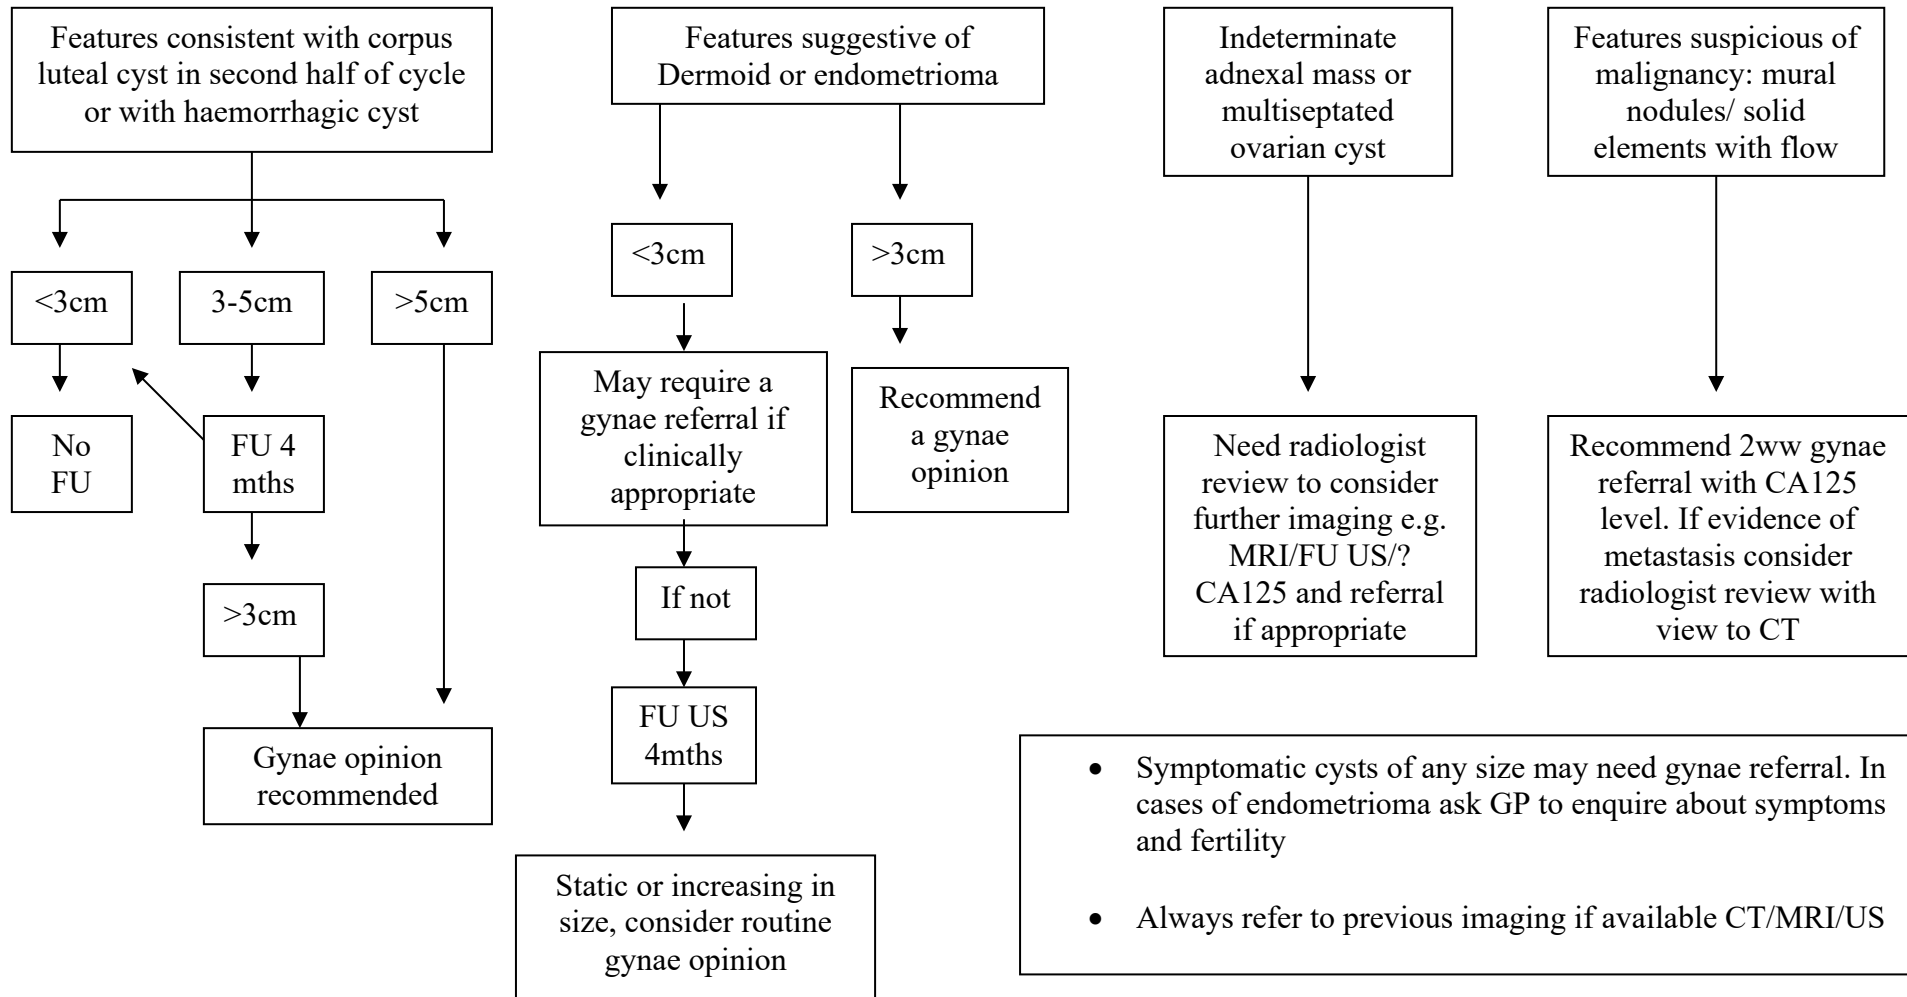 Features consistent with corpus
luteal cyst in second half of cycle
or with haemorrhagic cyst
<3cm
3-5cm
>5cm
No
FU
FU 4
mths
>3cm
Gynae opinion
recommended
Features suggestive of
Dermoid or endometrioma
<3cm
>3cm
May require a
gynae referral if
clinically
appropriate
Recommend
a gynae
opinion
If not
FU US
4mths
Static or increasing in
size, consider routine
gynae opinion
Indeterminate
adnexal mass or
multiseptated
ovarian cyst
Need radiologist
review to consider
further imaging e.g.
MRI/FU US/?
CA125 and referral
if appropriate
Features suspicious of
malignancy: mural
nodules/ solid
elements with flow
Recommend 2ww gynae
referral with CA125
level. If evidence of
metastasis consider
radiologist review with
view to CT
• Symptomatic cysts of any size may need gynae referral. In
cases of endometrioma ask GP to enquire about symptoms
and fertility
• Always refer to previous imaging if available CT/MRI/US